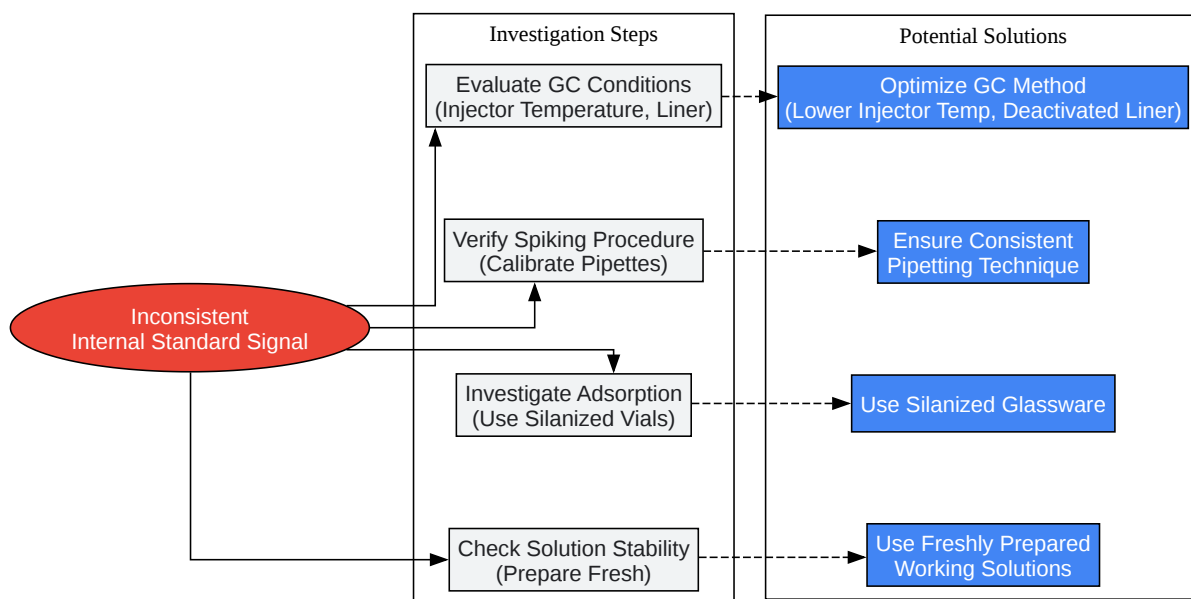 Investigation Steps
Potential Solutions
Evaluate GC Conditions
(Injector Temperature, Liner)
Optimize GC Method
(Lower Injector Temp, Deactivated Liner)
Verify Spiking Procedure
(Calibrate Pipettes)
Ensure Consistent
Pipetting Technique
Inconsistent
Internal Standard Signal
Investigate Adsorption
(Use Silanized Vials)
Use Silanized Glassware
Check Solution Stability
(Prepare Fresh)
Use Freshly Prepared
Working Solutions